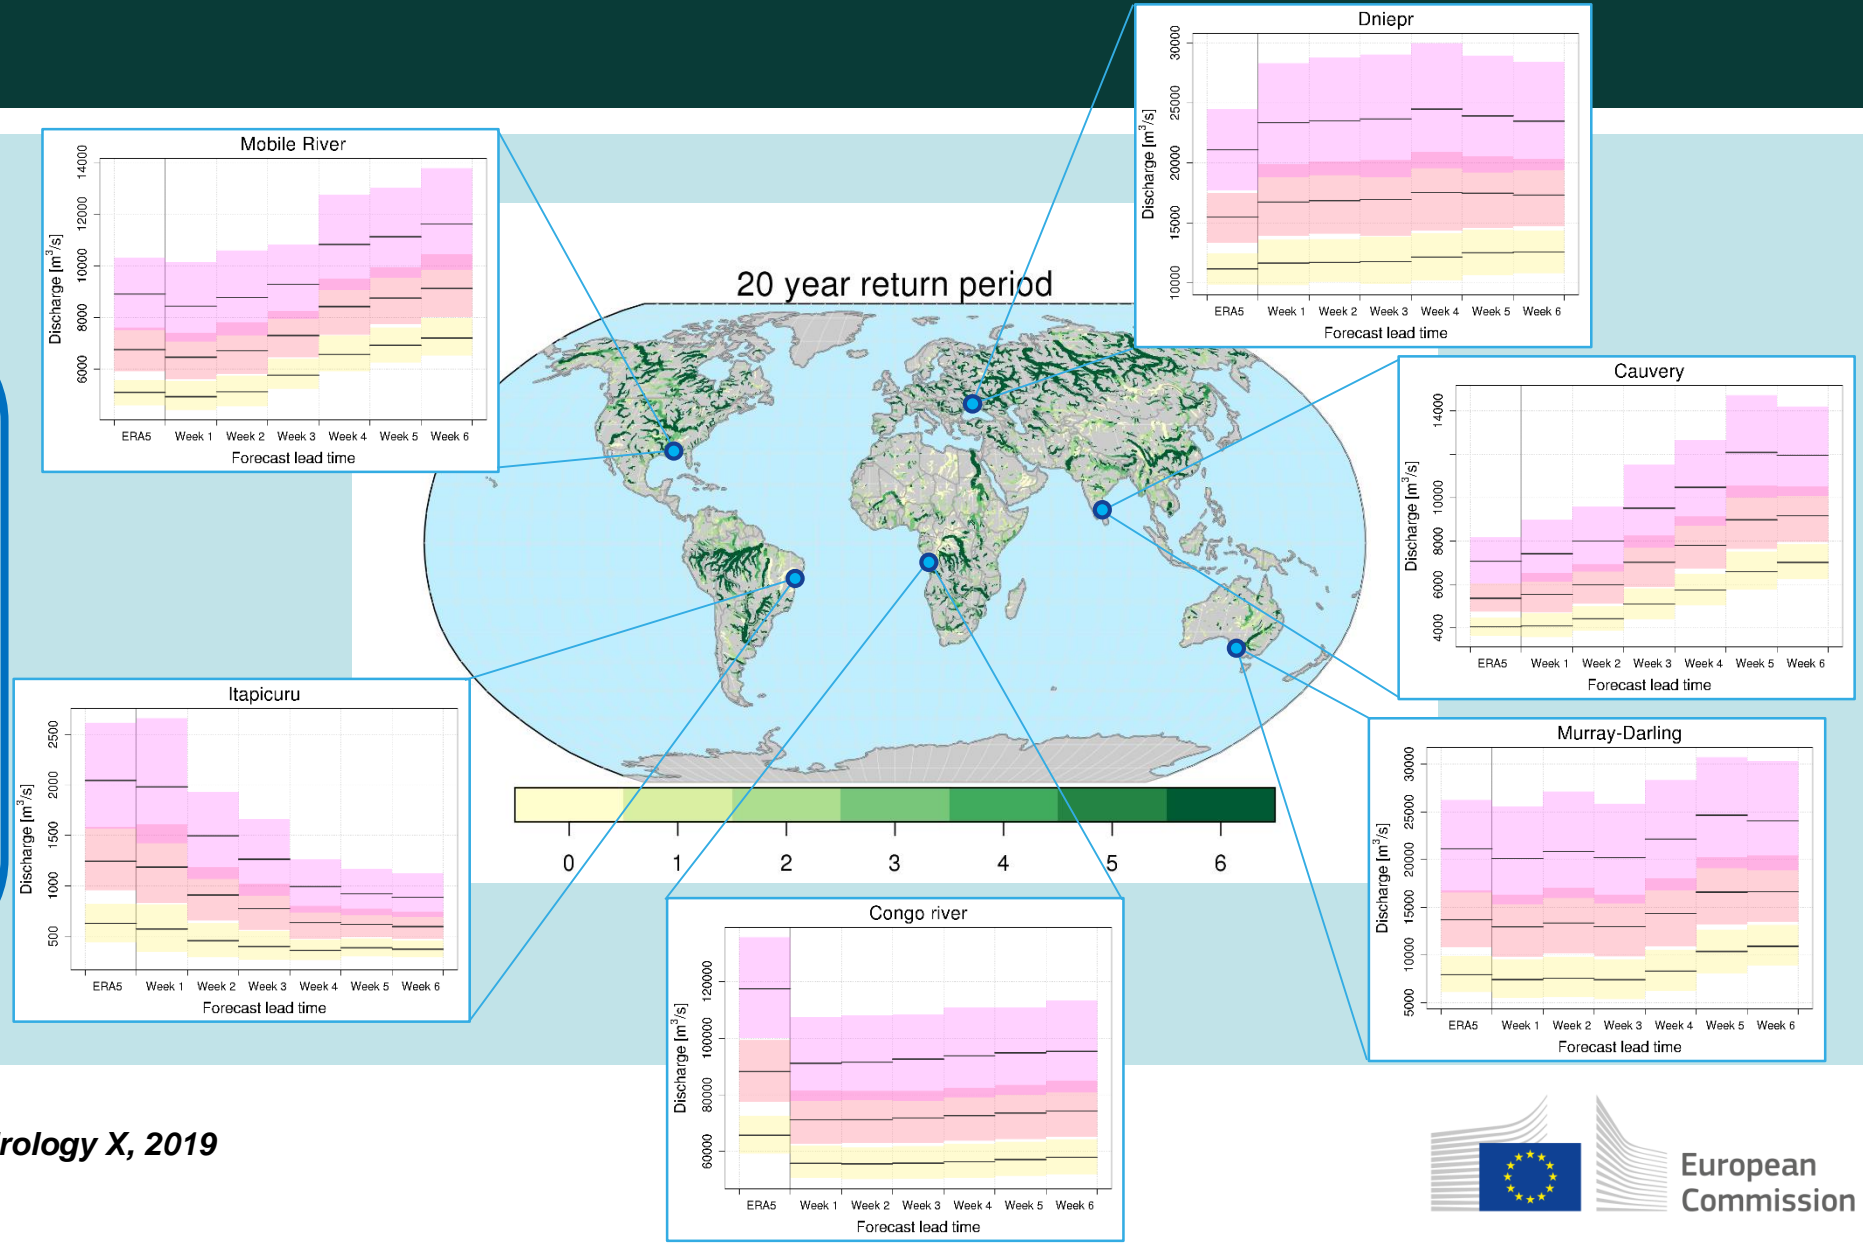 Dniepr
Discharge [m³/s]
30000
25000
20000
15000
10000
ERA5 Week 1 Week 2 Week 3 Week 4 Week 5 Week 6
Forecast lead time
Mobile River
Discharge [m³/s]
14000
12000
10000
8000
6000
ERA5 Week 1 Week 2 Week 3 Week 4 Week 5 Week 6
Forecast lead time
20 year return period
0 1 2 3 4 5 6
Cauvery
Discharge [m³/s]
14000
10000
8000
6000
4000
ERA5 Week 1 Week 2 Week 3 Week 4 Week 5 Week 6
Forecast lead time
Itapicuru
Discharge [m³/s]
2500
2000
1500
1000
500
ERA5 Week 1 Week 2 Week 3 Week 4 Week 5 Week 6
Forecast lead time
Murray-Darling
Discharge [m³/s]
30000
25000
20000
15000
10000
5000
ERA5 Week 1 Week 2 Week 3 Week 4 Week 5 Week 6
Forecast lead time
Congo river
Discharge [m³/s]
120000
100000
80000
60000
ERA5 Week 1 Week 2 Week 3 Week 4 Week 5 Week 6
Forecast lead time
rology X, 2019
European
Commission